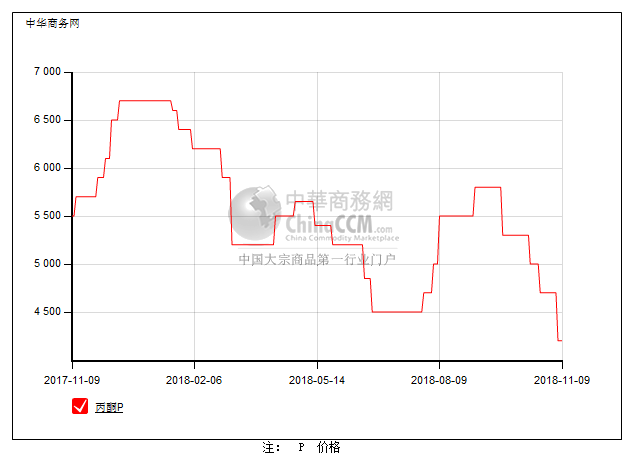 中华商务网
7 000
6 500
6 000
5 500
5 000
4 500
中華商務網
ChinaCCM.com
China Commodity Marketplace
中国大宗商品第一行业门户
2017-11-09 2018-02-06 2018-05-14 2018-08-09 2018-11-09
丙酮P
注： P 价格